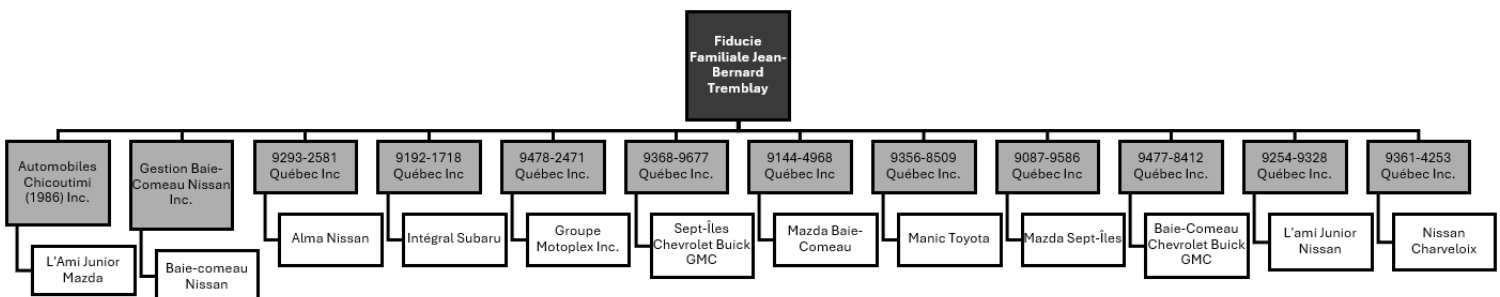 Fiducie
Familiale Jean-
Bernard
Tremblay
Automobiles
Chicoutimi
(1986) Inc.
Gestion Baie-
Comeau Nissan
Inc.
9293-2581
Québec Inc
9192-1718
Québec Inc
9478-2471
Québec Inc.
9368-9677
Québec Inc.
9144-4968
Québec Inc
9356-8509
Québec Inc.
9087-9586
Québec Inc.
9477-8412
Québec Inc.
9254-9328
Québec Inc.
9361-4253
Québec Inc.
L'Ami Junior
Mazda
Baie-comeau
Nissan
Alma Nissan
Intégral Subaru
Groupe
Motoplex Inc.
Sept-Îles
Chevrolet Buick
GMC
Mazda Baie-
Comeau
Manic Toyota
Mazda Sept-Îles
Baie-Comeau
Chevrolet Buick
GMC
L'ami Junior
Nissan
Nissan
Charveloix